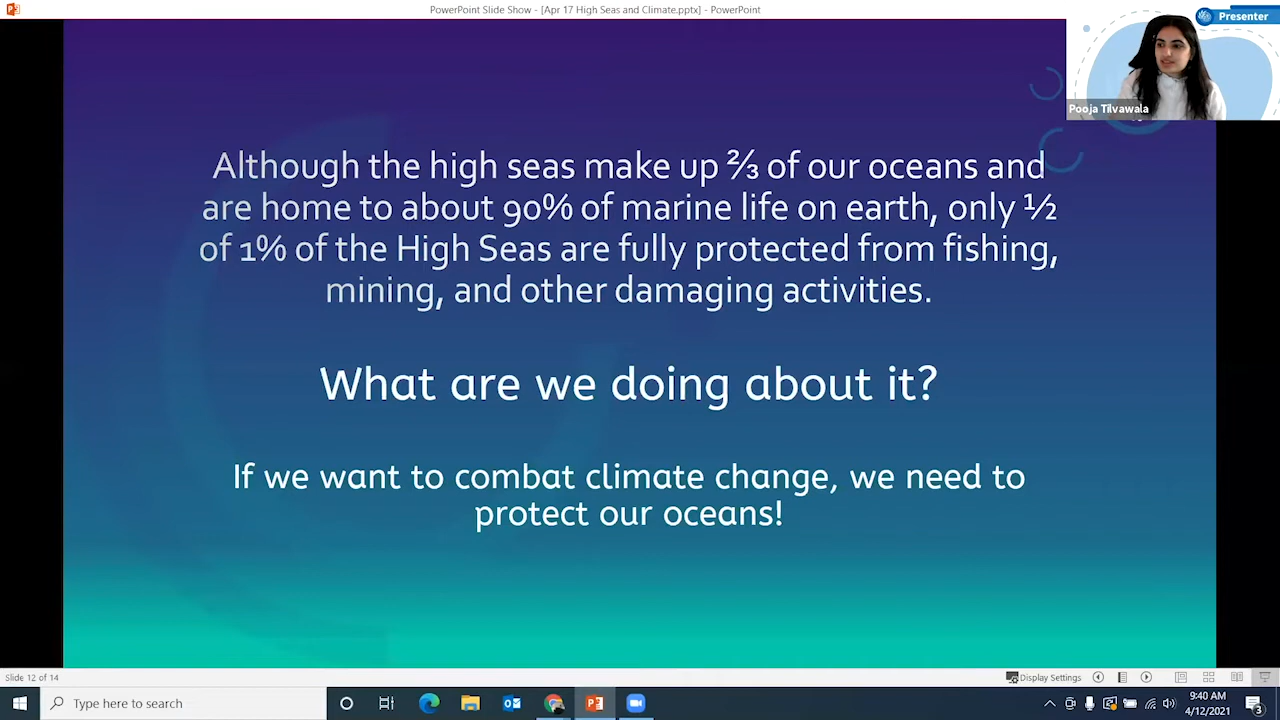 PowerPoint Slide Show - [Apr 17 High Seas and Climate.pptx] - PowerPoint
Presenter
Pooja Tilvawala
Although the high seas make up ⅔ of our oceans and
are home to about 90% of marine life on earth, only ½
of 1% of the High Seas are fully protected from fishing,
mining, and other damaging activities.
What are we doing about it?
If we want to combat climate change, we need to
protect our oceans!
Slide 12 of 14
Display Settings
Type here to search
9:40 AM
4/12/2021
3